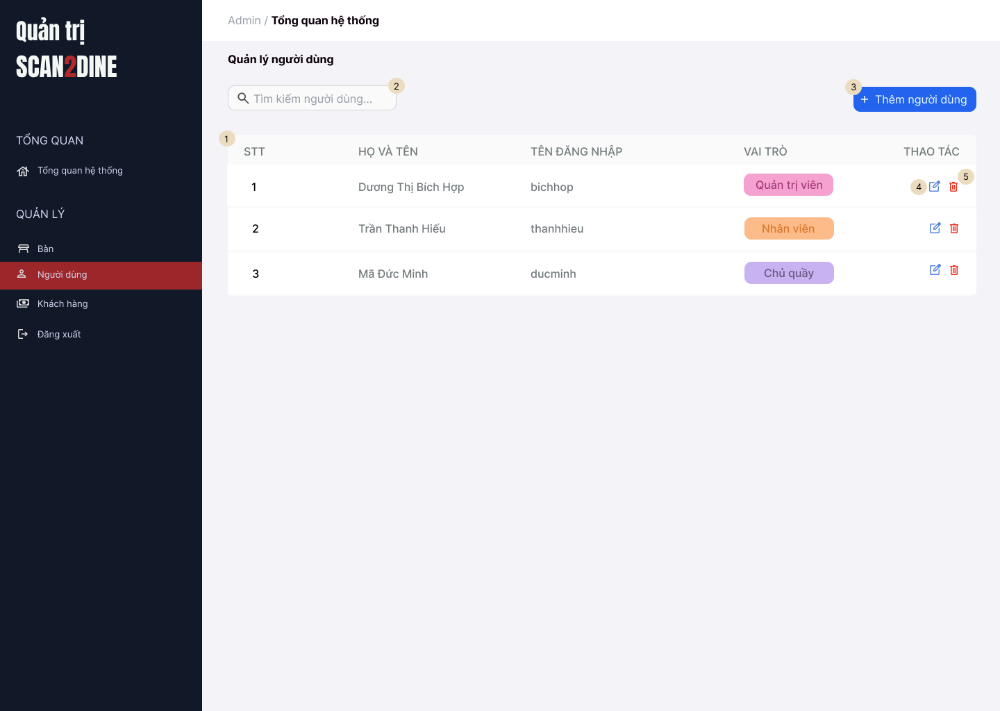 Quản trị
SCAN2DINE
TỔNG QUAN
Tổng quan hệ thống
QUẢN LÝ
Bàn
Người dùng
Khách hàng
Đăng xuất
Admin / Tổng quan hệ thống
Quản lý người dùng
Tìm kiếm người dùng... 2
3 + Thêm người dùng
1 STT HỌ VÀ TÊN TÊN ĐĂNG NHẬP VAI TRÒ THAO TÁC
1 Dương Thị Bích Hợp bichhop Quản trị viên 4 5
2 Trần Thanh Hiếu thanhhieu Nhân viên
3 Mã Đức Minh ducminh Chủ quầy